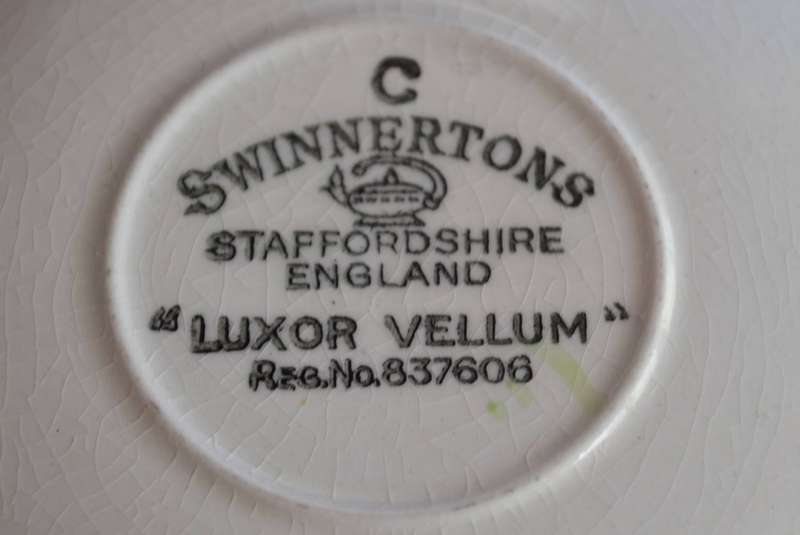 C
SWINNERTONS
STAFFORDSHIRE
ENGLAND
"LUXOR VELLUM"
REG.NO.837606